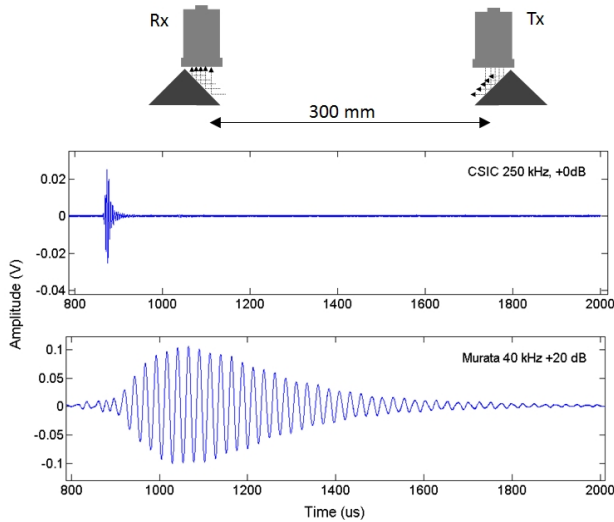 Rx
Tx
300 mm
CSIC 250 kHz, +0dB
0.02
0
-0.02
-0.04
800 1000 1200 1400 1600 1800 2000
Amplitude (V)
Murata 40 kHz +20 dB
0.1
0.05
0
-0.05
-0.1
800 1000 1200 1400 1600 1800 2000
Time (us)